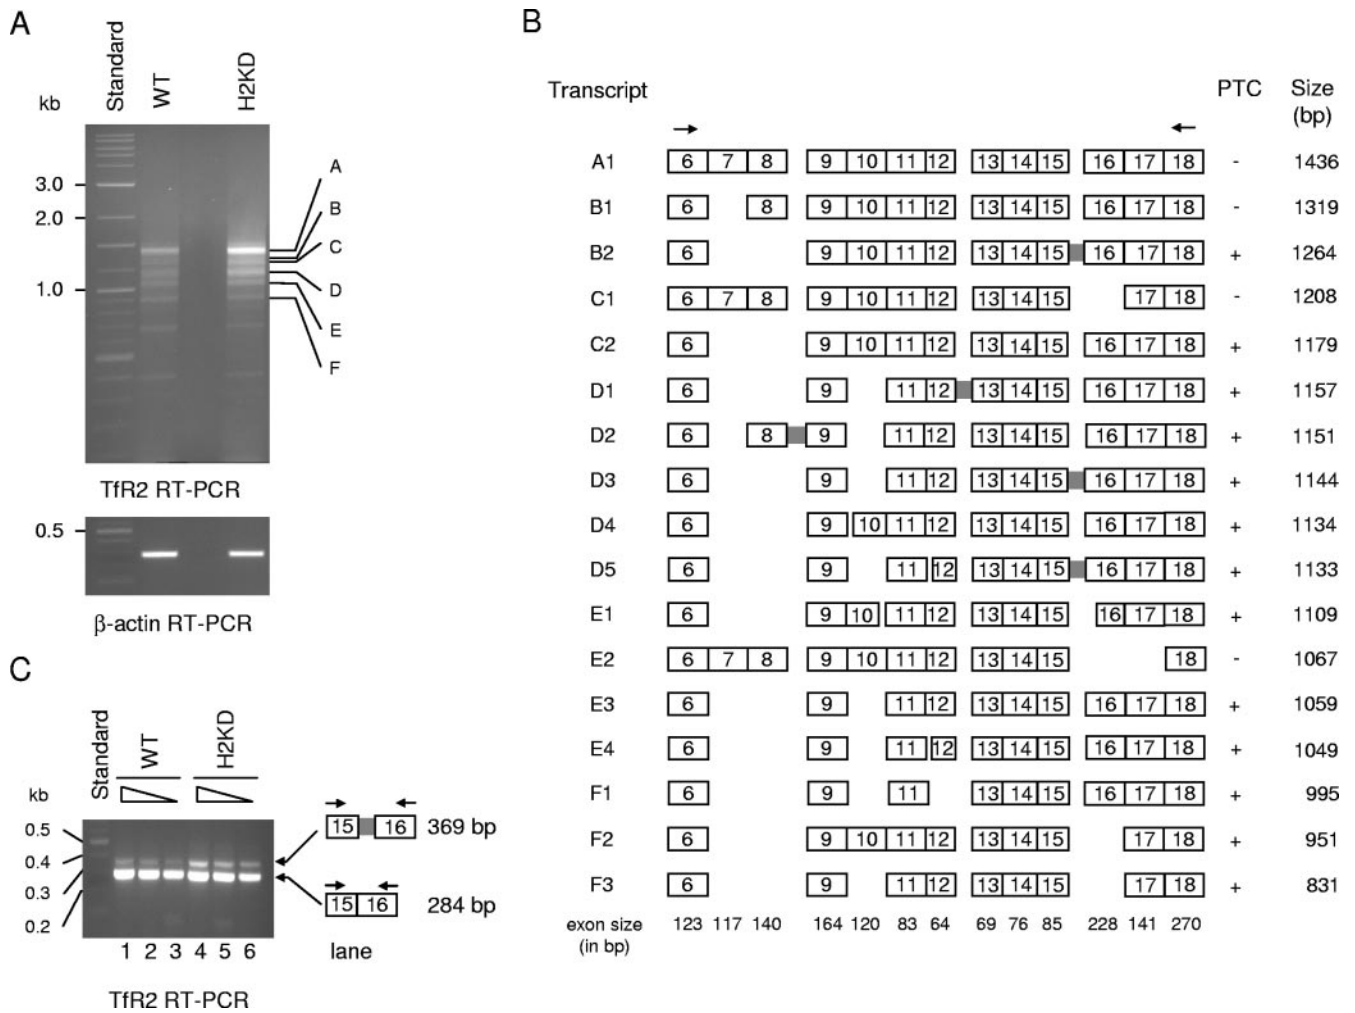 A
Standard
WT
H2KD
kb
3.0
2.0
1.0
A
B
C
D
E
F
TfR2 RT-PCR
0.5
β-actin RT-PCR
B
Transcript PTC Size
(bp)
A1 6 7 8 9 10 11 12 13 14 15 16 17 18 - 1436
B1 6 8 9 10 11 12 13 14 15 16 17 18 - 1319
B2 6 9 10 11 12 13 14 15 16 17 18 + 1264
C1 6 7 8 9 10 11 12 13 14 15 17 18 - 1208
C2 6 9 10 11 12 13 14 15 16 17 18 + 1179
D1 6 9 11 12 13 14 15 16 17 18 + 1157
D2 6 8 9 11 12 13 14 15 16 17 18 + 1151
D3 6 9 11 12 13 14 15 16 17 18 + 1144
D4 6 9 10 11 12 13 14 15 16 17 18 + 1134
D5 6 9 11 12 13 14 15 16 17 18 + 1133
E1 6 9 10 11 12 13 14 15 16 17 18 + 1109
E2 6 7 8 9 10 11 12 13 14 15 18 - 1067
E3 6 9 11 12 13 14 15 16 17 18 + 1059
E4 6 9 11 12 13 14 15 16 17 18 + 1049
F1 6 9 11 13 14 15 16 17 18 + 995
F2 6 9 10 11 12 13 14 15 17 18 + 951
F3 6 9 11 12 13 14 15 17 18 + 831
exon size 123 117 140 164 120 83 64 69 76 85 228 141 270
(in bp)
C
Standard
WT
H2KD
kb
0.5
0.4
0.3
0.2
15 16 369 bp
15 16 284 bp
1 2 3 4 5 6 lane
TfR2 RT-PCR